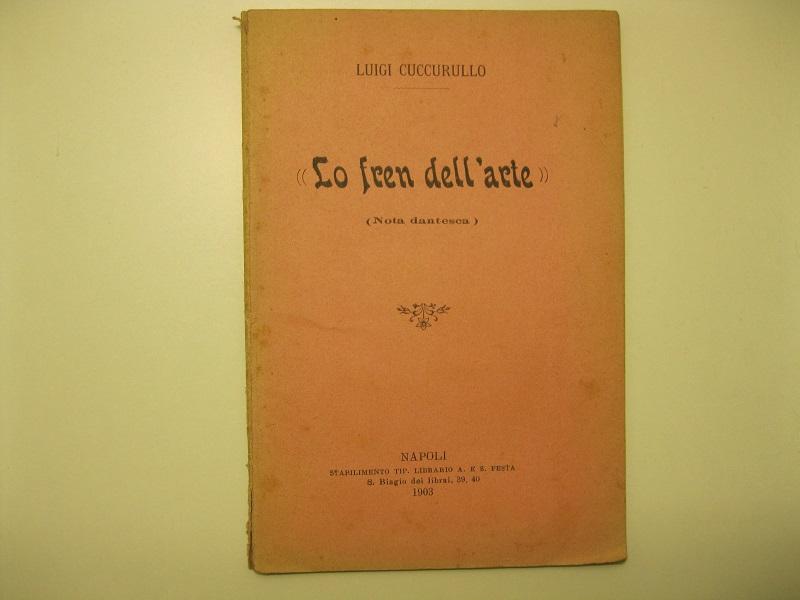 LUIGI CUCCURULLO
((Lo fren dell'arte))
(Nota dantesca)
NAPOLI
STABILIMENTO TIP. LIBRARIO A. E S. FESTA
S. Biagio dei librai, 39, 40
1903